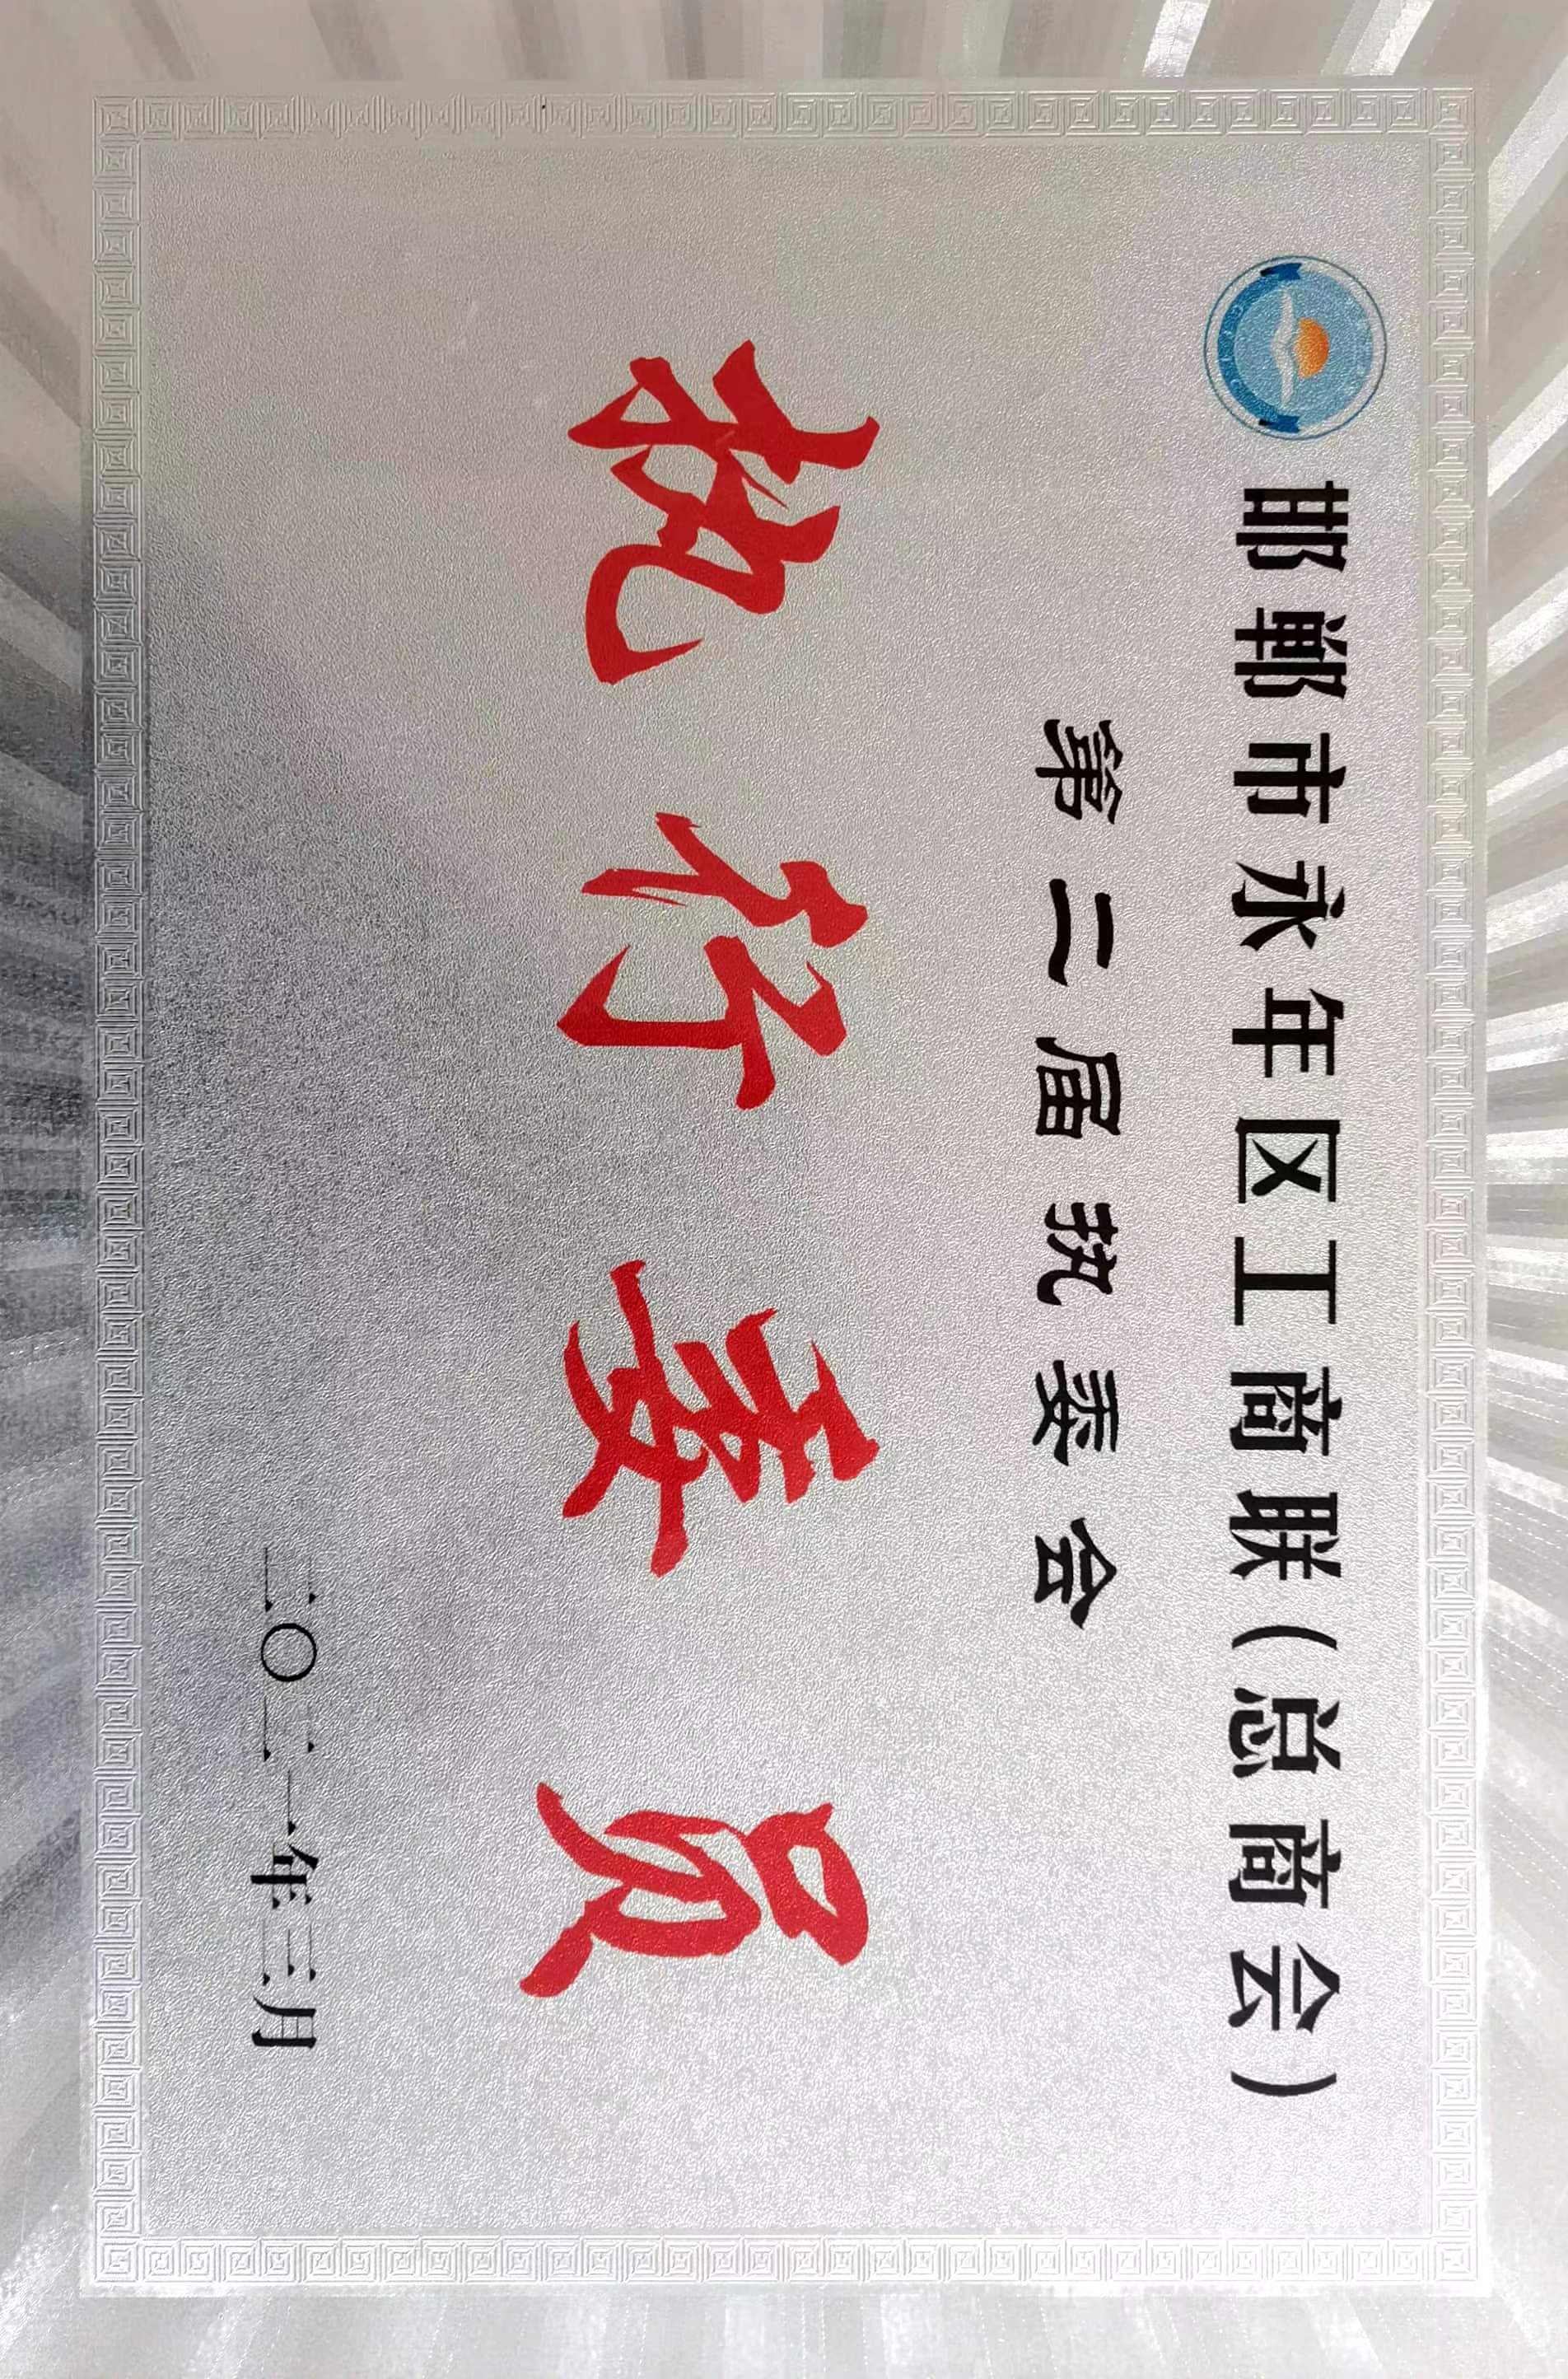 邯郸市永年区工商联(总商会)
第二届执委会
执行委员
二〇二一年三月